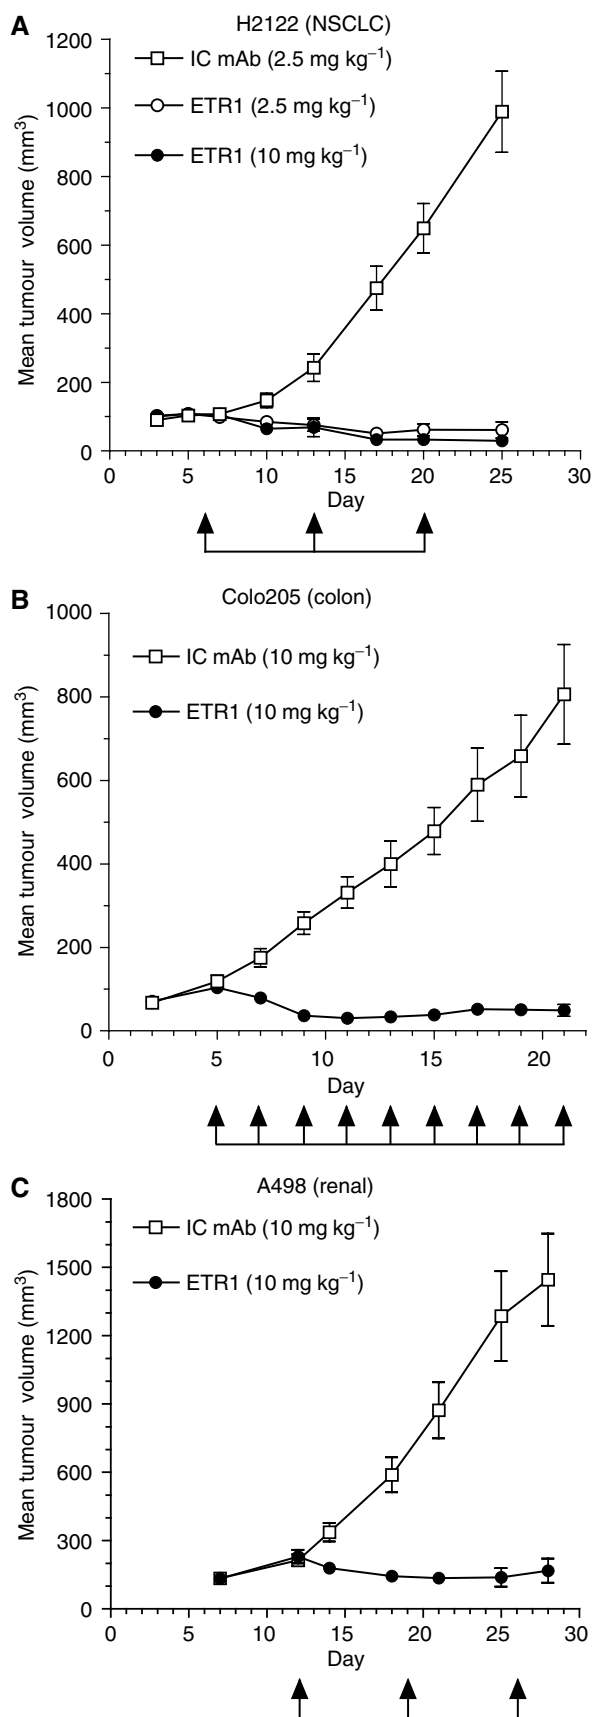 A
H2122 (NSCLC)
1200
1000
800
600
400
200
0
Mean tumour volume (mm³)
IC mAb (2.5 mg kg⁻¹)
ETR1 (2.5 mg kg⁻¹)
ETR1 (10 mg kg⁻¹)
0 5 10 15 20 25 30
Day
B
Colo205 (colon)
1000
800
600
400
200
0
Mean tumour volume (mm³)
IC mAb (10 mg kg⁻¹)
ETR1 (10 mg kg⁻¹)
0 5 10 15 20
Day
C
A498 (renal)
1800
1500
1200
900
600
300
0
Mean tumour volume (mm³)
IC mAb (10 mg kg⁻¹)
ETR1 (10 mg kg⁻¹)
0 5 10 15 20 25 30
Day